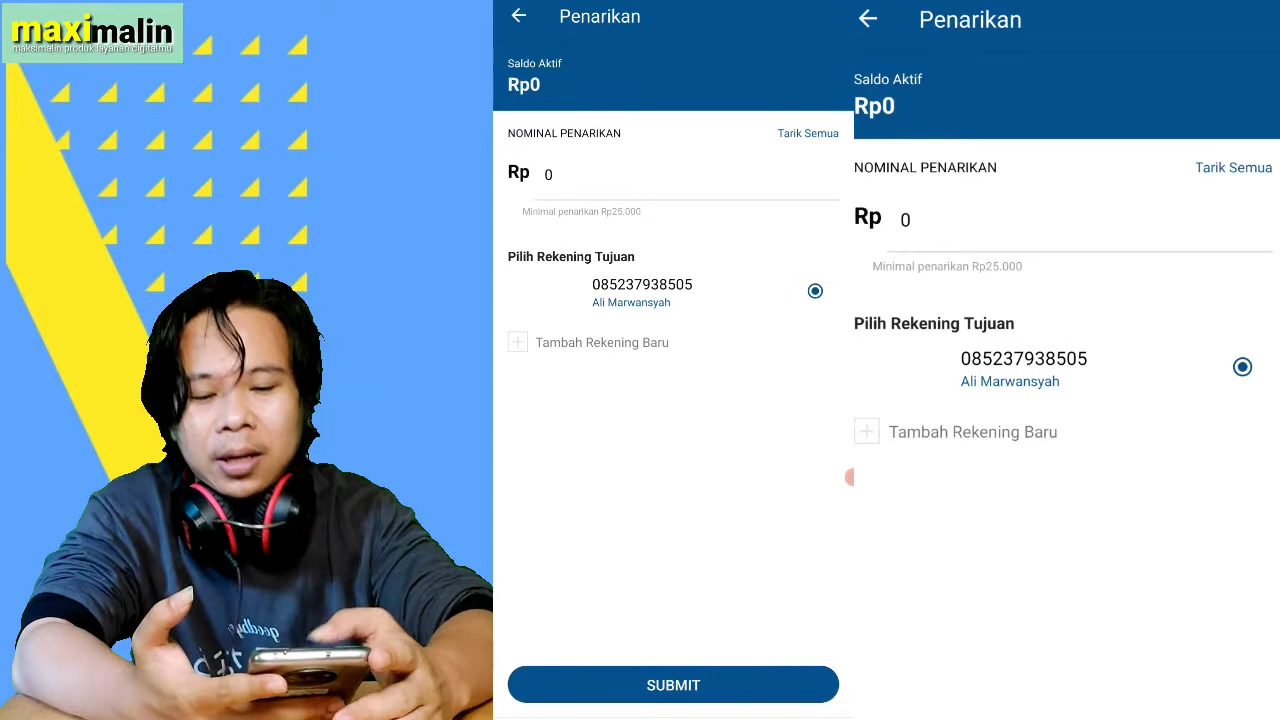 maximalin
maksimalin produk layanan digitalmu
Penarikan
Saldo Aktif
Rp0
NOMINAL PENARIKAN
Tarik Semua
Rp 0
Minimal penarikan Rp25.000
Pilih Rekening Tujuan
085237938505
Ali Marwansyah
Tambah Rekening Baru
SUBMIT
Penarikan
Saldo Aktif
Rp0
NOMINAL PENARIKAN
Tarik Semua
Rp 0
Minimal penarikan Rp25.000
Pilih Rekening Tujuan
085237938505
Ali Marwansyah
Tambah Rekening Baru
goodby